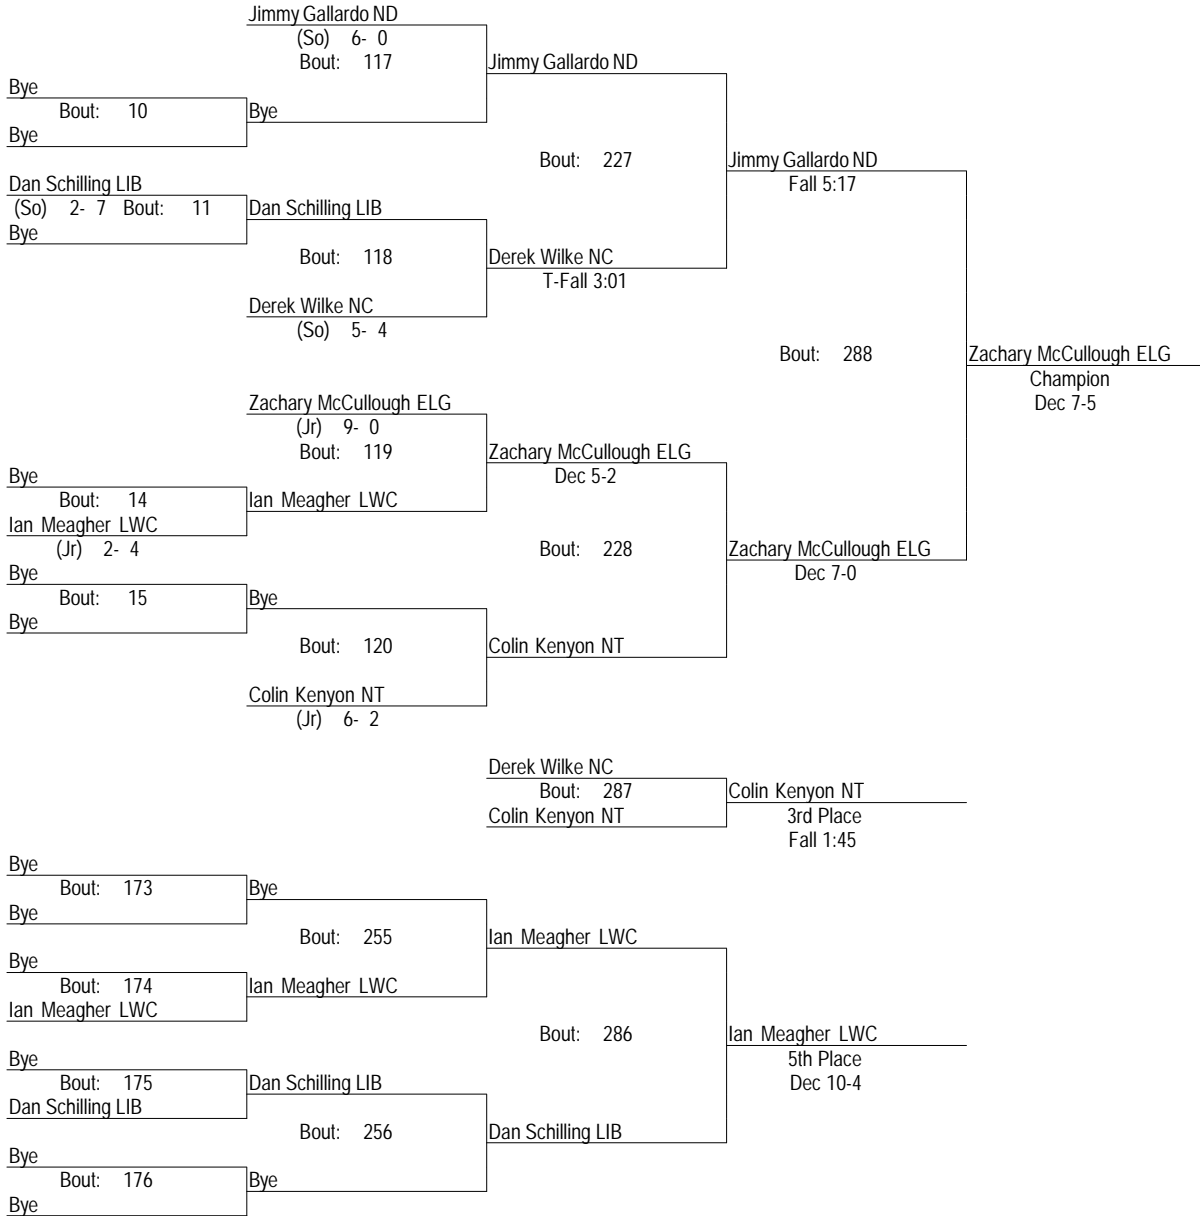 Jimmy Gallardo ND
(So) 6- 0
Bout: 117
Jimmy Gallardo ND
Bye
Bout: 10
Bye
Bye
Bout: 227
Jimmy Gallardo ND
Fall 5:17
Dan Schilling LIB
(So) 2- 7 Bout: 11
Dan Schilling LIB
Bye
Bout: 118
Derek Wilke NC
T-Fall 3:01
Derek Wilke NC
(So) 5- 4
Bout: 288
Zachary McCullough ELG
Champion
Dec 7-5
Zachary McCullough ELG
(Jr) 9- 0
Bout: 119
Zachary McCullough ELG
Dec 5-2
Bye
Bout: 14
Ian Meagher LWC
Ian Meagher LWC
(Jr) 2- 4
Bout: 228
Zachary McCullough ELG
Dec 7-0
Bye
Bout: 15
Bye
Bye
Bout: 120
Colin Kenyon NT
Colin Kenyon NT
(Jr) 6- 2
Derek Wilke NC
Bout: 287
Colin Kenyon NT
Colin Kenyon NT
3rd Place
Fall 1:45
Bye
Bout: 173
Bye
Bye
Bout: 255
Ian Meagher LWC
Bye
Bout: 174
Ian Meagher LWC
Ian Meagher LWC
Bout: 286
Ian Meagher LWC
5th Place
Dec 10-4
Bye
Bout: 175
Dan Schilling LIB
Dan Schilling LIB
Bout: 256
Dan Schilling LIB
Bye
Bout: 176
Bye
Bye